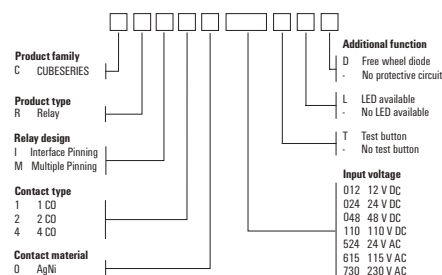 Product family
C CUBESERIES
Product type
R Relay
Relay design
I Interface Pinning
M Multiple Pinning
Contact type
1 1 CO
2 2 CO
4 4 CO
Contact material
0 AgNi
Additional function
D Free wheel diode
- No protective circuit
L LED available
- No LED available
T Test button
- No test button
Input voltage
012 12 V DC
024 24 V DC
048 48 V DC
110 110 V DC
524 24 V AC
615 115 V AC
730 230 V AC